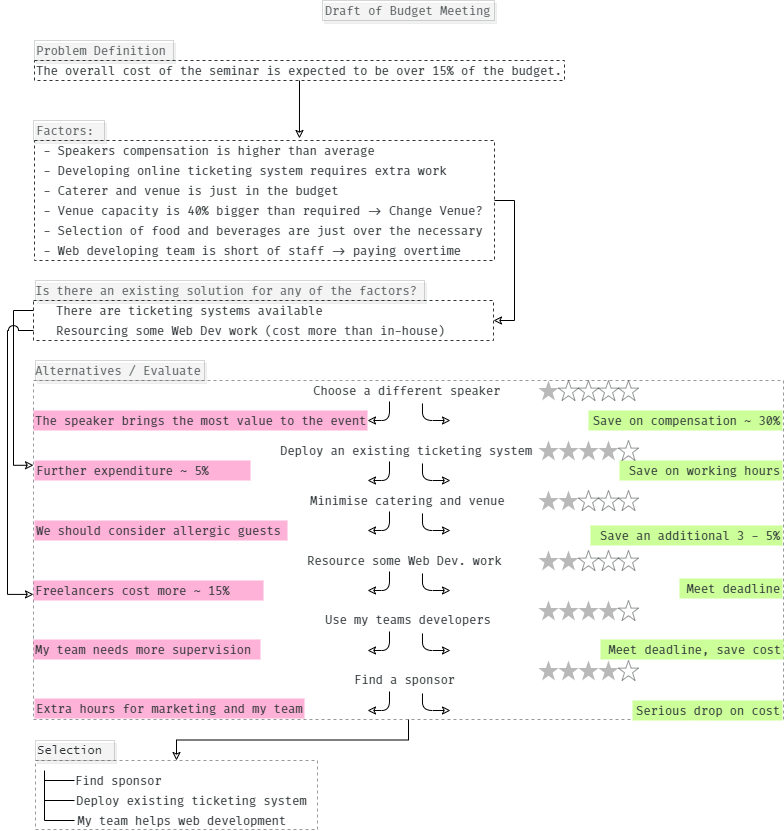 Draft of Budget Meeting
Problem Definition
The overall cost of the seminar is expected to be over 15% of the budget.
Factors:
- Speakers compensation is higher than average
- Developing online ticketing system requires extra work
- Caterer and venue is just in the budget
- Venue capacity is 40% bigger than required -> Change Venue?
- Selection of food and beverages are just over the necessary
- Web developing team is short of staff -> paying overtime
Is there an existing solution for any of the factors?
There are ticketing systems available
Resourcing some Web Dev work (cost more than in-house)
Alternatives / Evaluate
Choose a different speaker
The speaker brings the most value to the event
Save on compensation ~ 30%
Deploy an existing ticketing system
Further expenditure ~ 5%
Save on working hours
Minimise catering and venue
We should consider allergic guests
Save an additional 3 - 5%
Resource some Web Dev. work
Freelancers cost more ~ 15%
Meet deadline
Use my teams developers
My team needs more supervision
Meet deadline, save cost
Find a sponsor
Extra hours for marketing and my team
Serious drop on cost
Selection
Find sponsor
Deploy existing ticketing system
My team helps web development